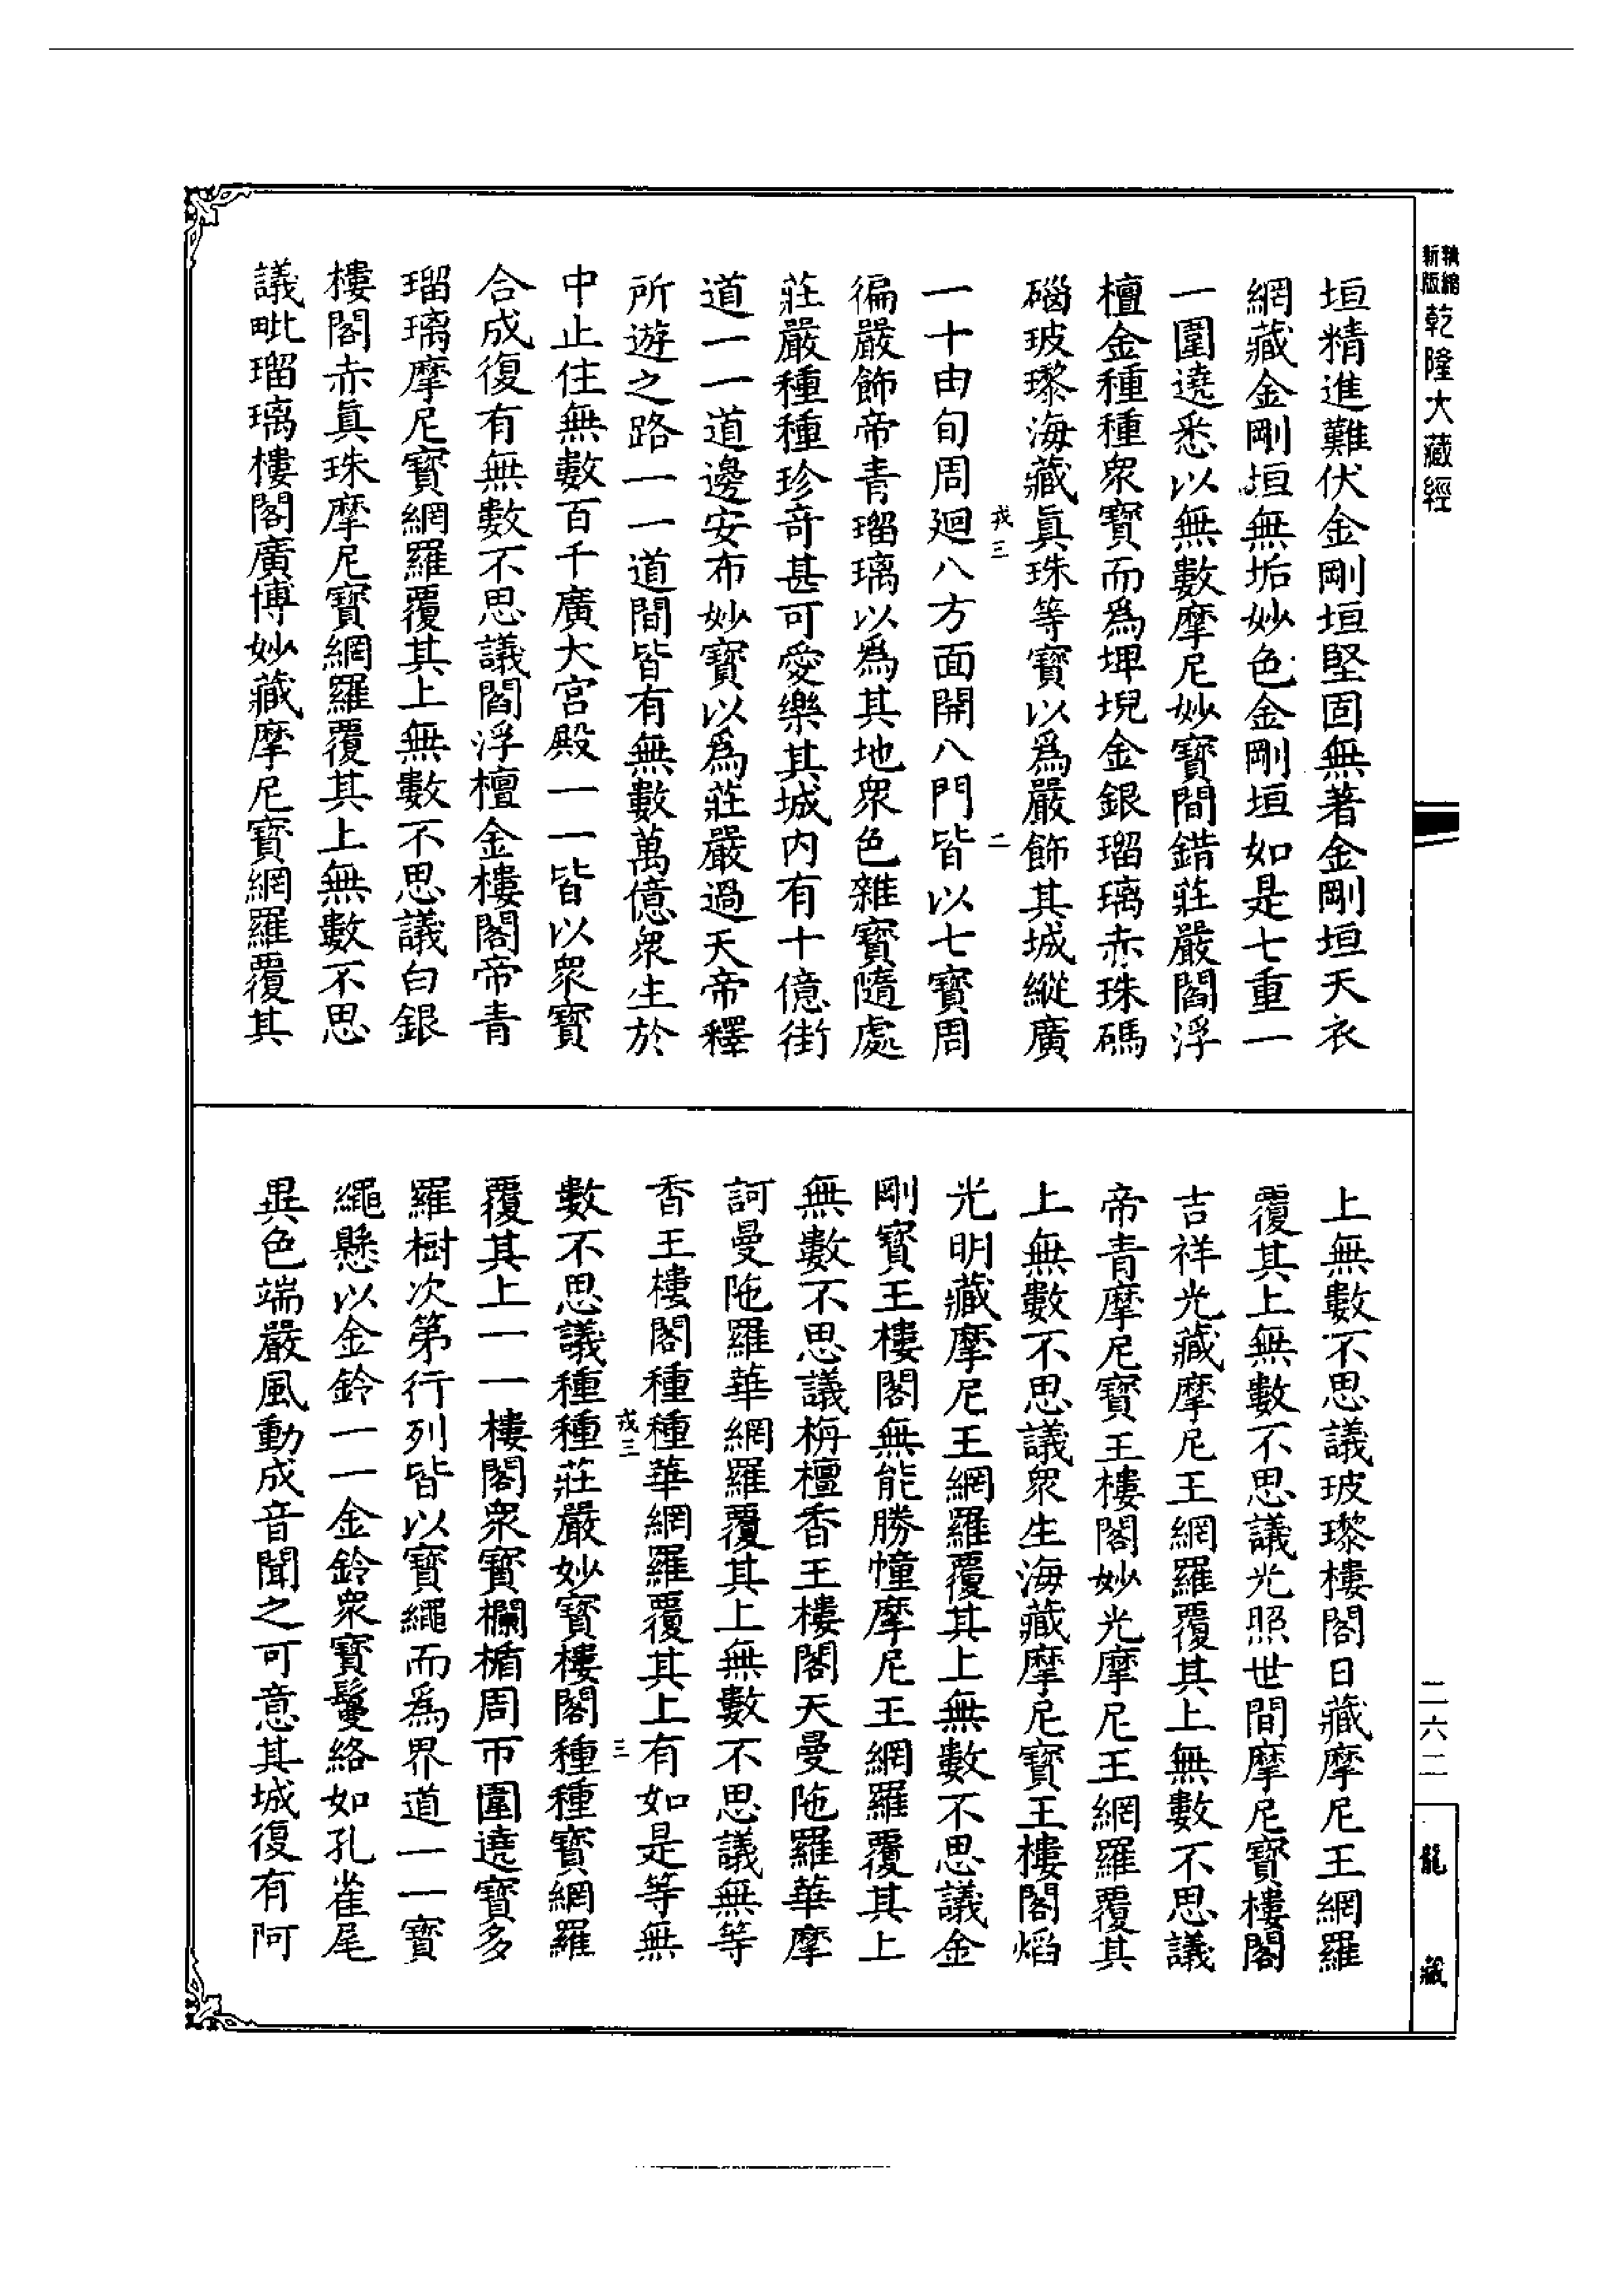 新版
乾隆大藏經
二六二
龍藏
垣精進難伏金剛垣堅固無著金剛垣天衣
網藏金剛垣無垢妙色金剛垣如是七重一
一圍遶悉以無數摩尼妙寶間錯莊嚴閻浮
檀金種種眾寶而為埤堄金銀瑠璃赤珠碼
碯玻瓈海藏真珠等寶以為嚴飾其城縱廣
戎三
二
一十由旬周迴八方面開八門皆以七寶周
徧嚴飾帝青瑠璃以為其地眾色雜寶隨處
莊嚴種種珍奇甚可愛樂其城內有十億街
道一一道邊安布妙寶以為莊嚴過天帝釋
所遊之路一一道間皆有無數萬億眾生於
中止住無數百千廣大宮殿一一皆以眾寶
合成復有無數不思議閻浮檀金樓閣帝青
瑠璃摩尼寶網羅覆其上無數不思議白銀
樓閣赤真珠摩尼寶網羅覆其上無數不思
議毗瑠璃樓閣廣博妙藏摩尼寶網羅覆其
上無數不思議玻瓈樓閣日藏摩尼王網羅
覆其上無數不思議光照世間摩尼寶樓閣
吉祥光藏摩尼王網羅覆其上無數不思議
帝青摩尼寶王樓閣妙光摩尼王網羅覆其
上無數不思議眾生海藏摩尼寶王樓閣焰
光明藏摩尼王網羅覆其上無數不思議金
剛寶王樓閣無能勝幢摩尼王網羅覆其上
無數不思議栴檀香王樓閣天曼陁羅華摩
訶曼陁羅華網羅覆其上無數不思議無等
香王樓閣種種華網羅覆其上有如是等無
戎三
三
數不思議種種莊嚴妙寶樓閣種種寶網羅
覆其上一一樓閣眾寶欄楯周帀圍遶寶多
羅樹次第行列皆以寶繩而為界道一一寶
繩懸以金鈴一一金鈴眾寶鬘絡如孔雀尾
異色端嚴風動成音聞之可意其城復有阿